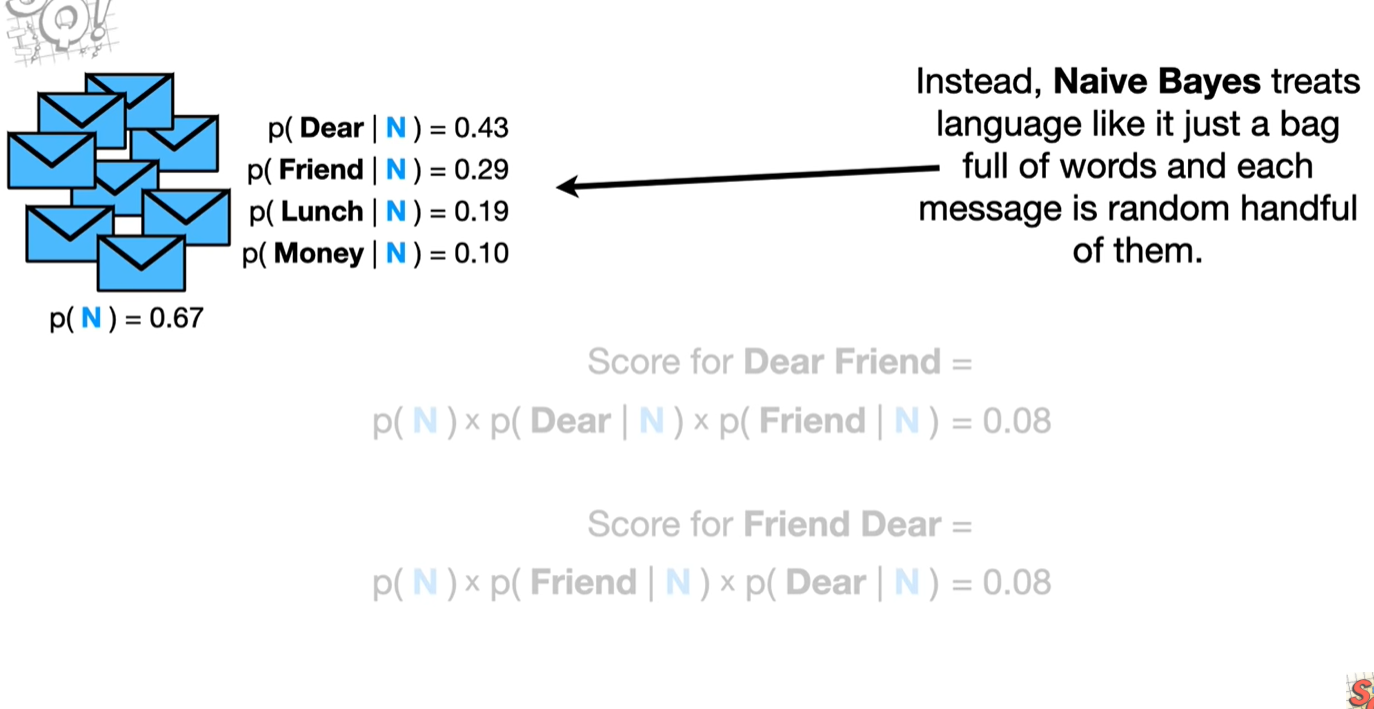 Instead, Naive Bayes treats
language like it just a bag
full of words and each
message is random handful
of them.
p( Dear | N ) = 0.43
p( Friend | N ) = 0.29
p( Lunch | N ) = 0.19
p( Money | N ) = 0.10
p( N ) = 0.67
Score for Dear Friend =
p( N ) × p( Dear | N ) × p( Friend | N ) = 0.08
Score for Friend Dear =
p( N ) × p( Friend | N ) × p( Dear | N ) = 0.08